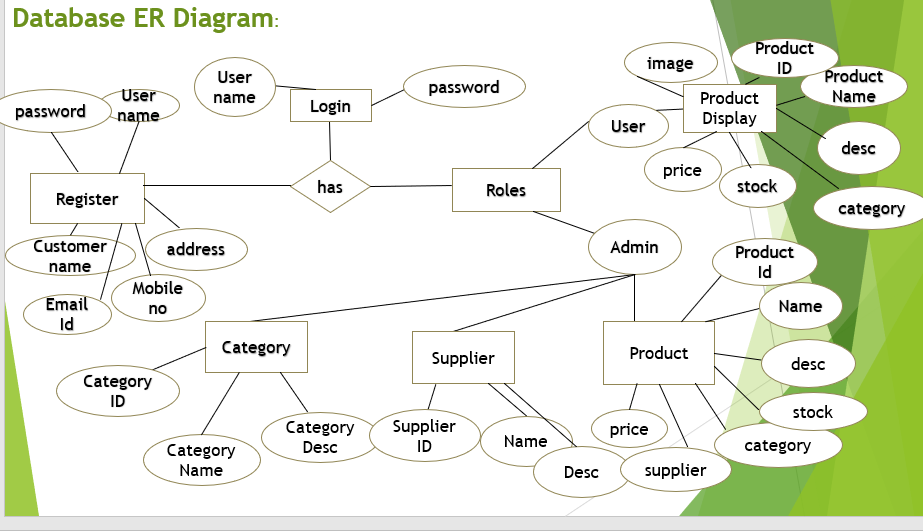 Database ER Diagram:
image
Product
ID
Product
Name
User
name
password
Login
password
User
name
Product
Display
User
desc
price
stock
category
Register
has
Roles
Customer
name
address
Admin
Product
Id
Email
Id
Mobile
no
Name
Category
Supplier
Product
desc
Category
ID
stock
Category
Name
Category
Desc
Supplier
ID
Name
Desc
price
supplier
category